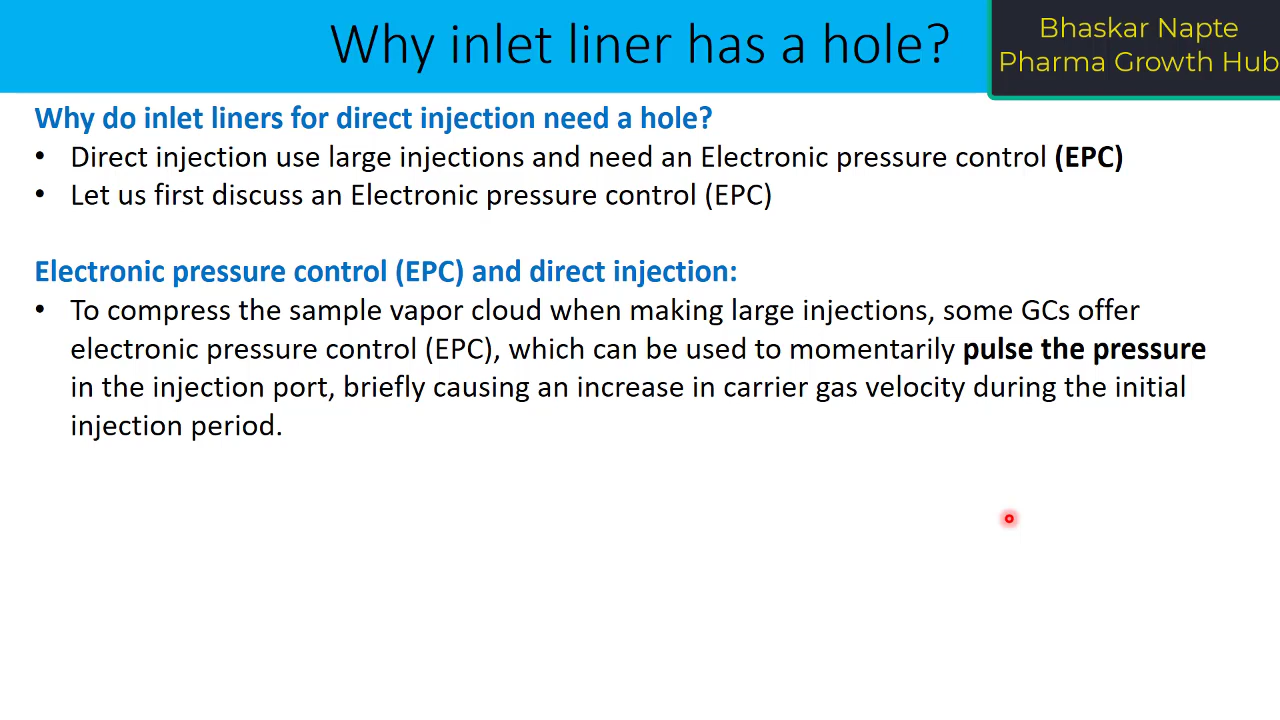 Why inlet liner has a hole?
Bhaskar Napte
Pharma Growth Hub
Why do inlet liners for direct injection need a hole?
• Direct injection use large injections and need an Electronic pressure control (EPC)
• Let us first discuss an Electronic pressure control (EPC)
Electronic pressure control (EPC) and direct injection:
• To compress the sample vapor cloud when making large injections, some GCs offer
electronic pressure control (EPC), which can be used to momentarily pulse the pressure
in the injection port, briefly causing an increase in carrier gas velocity during the initial
injection period.